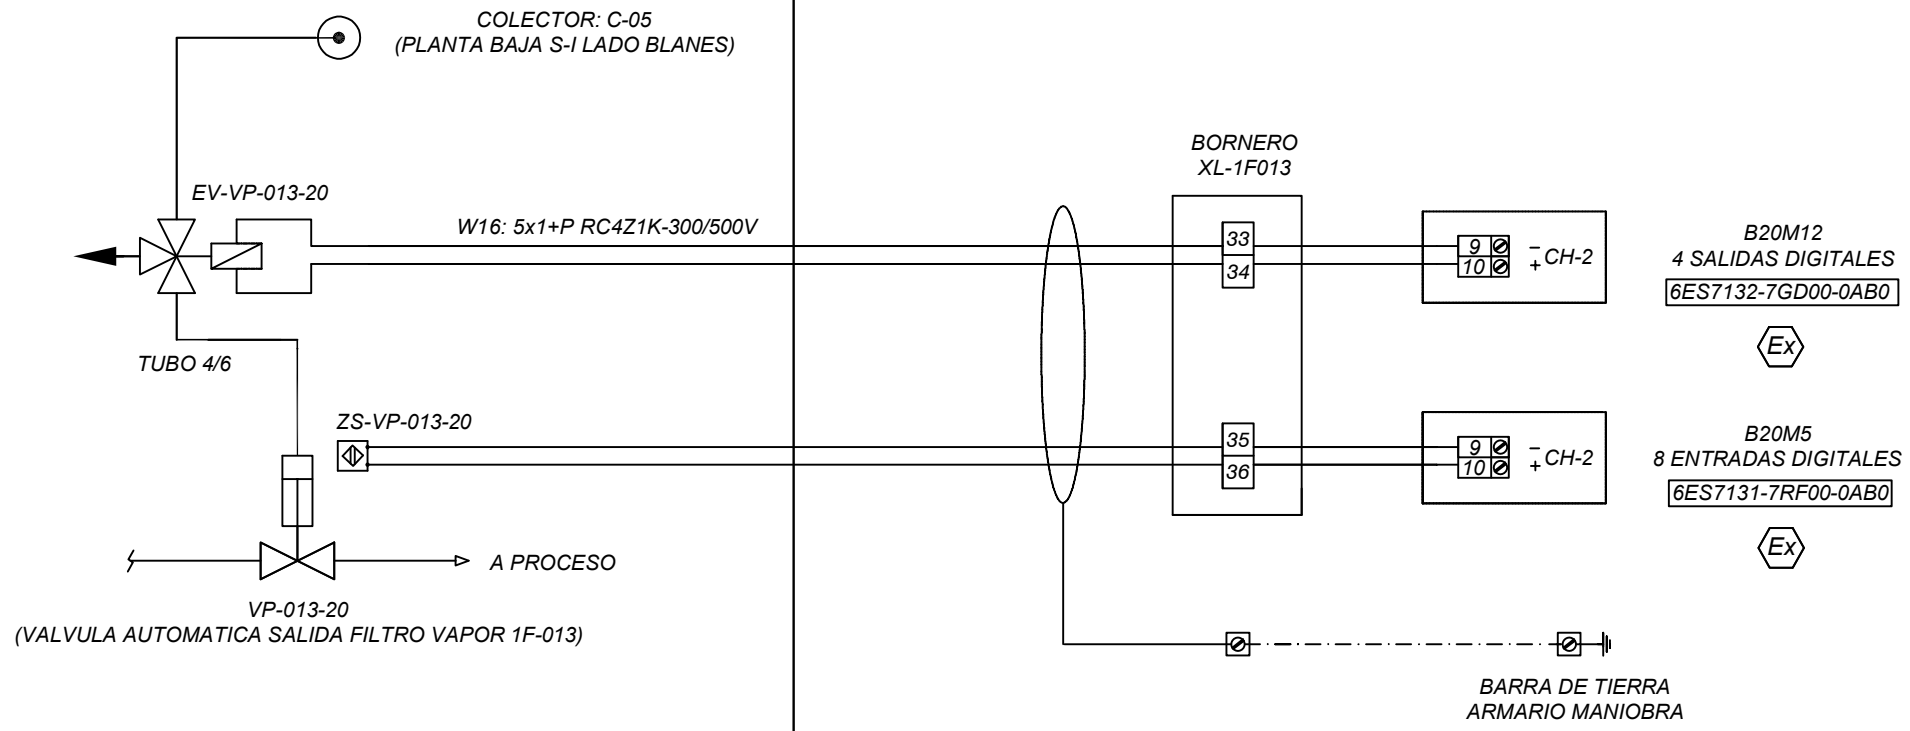 COLECTOR: C-05
(PLANTA BAJA S-I LADO BLANES)
EV-VP-013-20
W16: 5x1+P RC4Z1K-300/500V
TUBO 4/6
ZS-VP-013-20
A PROCESO
VP-013-20
(VALVULA AUTOMATICA SALIDA FILTRO VAPOR 1F-013)
BORNERO
XL-1F013
33
34
9 –
10 + CH-2
B20M12
4 SALIDAS DIGITALES
6ES7132-7GD00-0AB0
Ex
35
36
9 –
10 + CH-2
B20M5
8 ENTRADAS DIGITALES
6ES7131-7RF00-0AB0
Ex
BARRA DE TIERRA
ARMARIO MANIOBRA